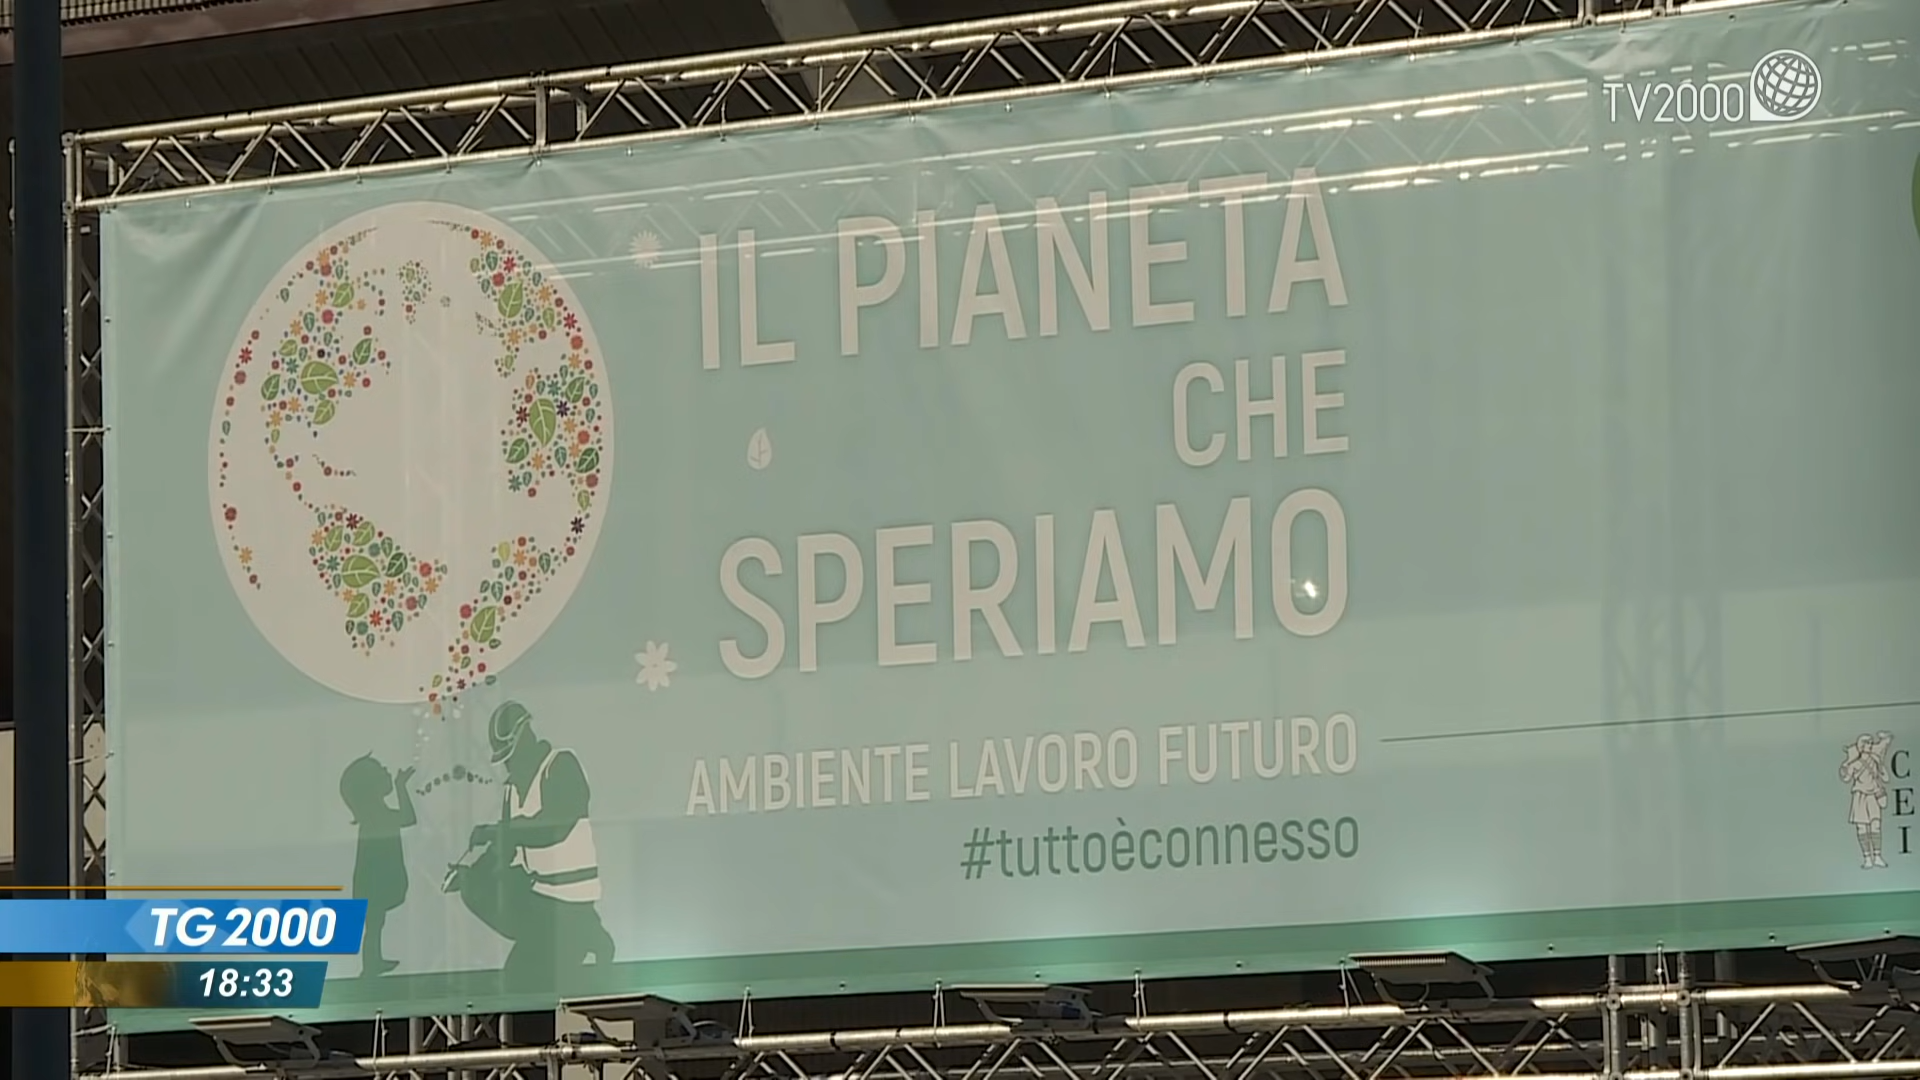 TV2000
IL PIANETA
CHE
SPERIAMO
AMBIENTE LAVORO FUTURO
#tuttoèconnesso
C
E
I
TG 2000
18:33